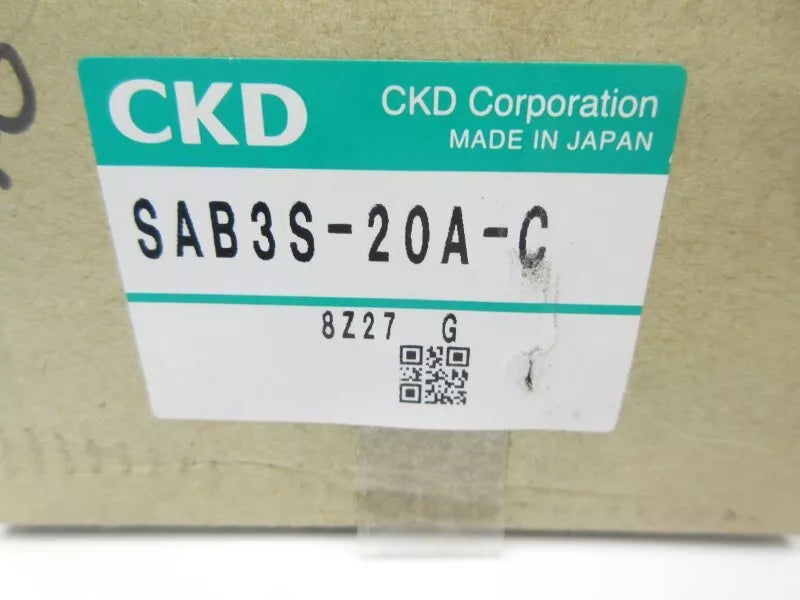 CKD
CKD Corporation
MADE IN JAPAN
SAB3S-20A-C
8Z27 G